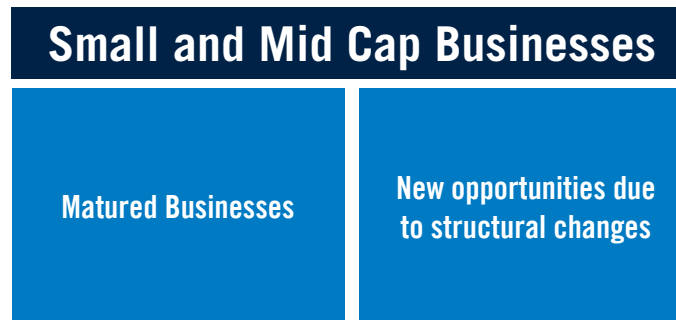 Small and Mid Cap Businesses
Matured Businesses
New opportunities due
to structural changes